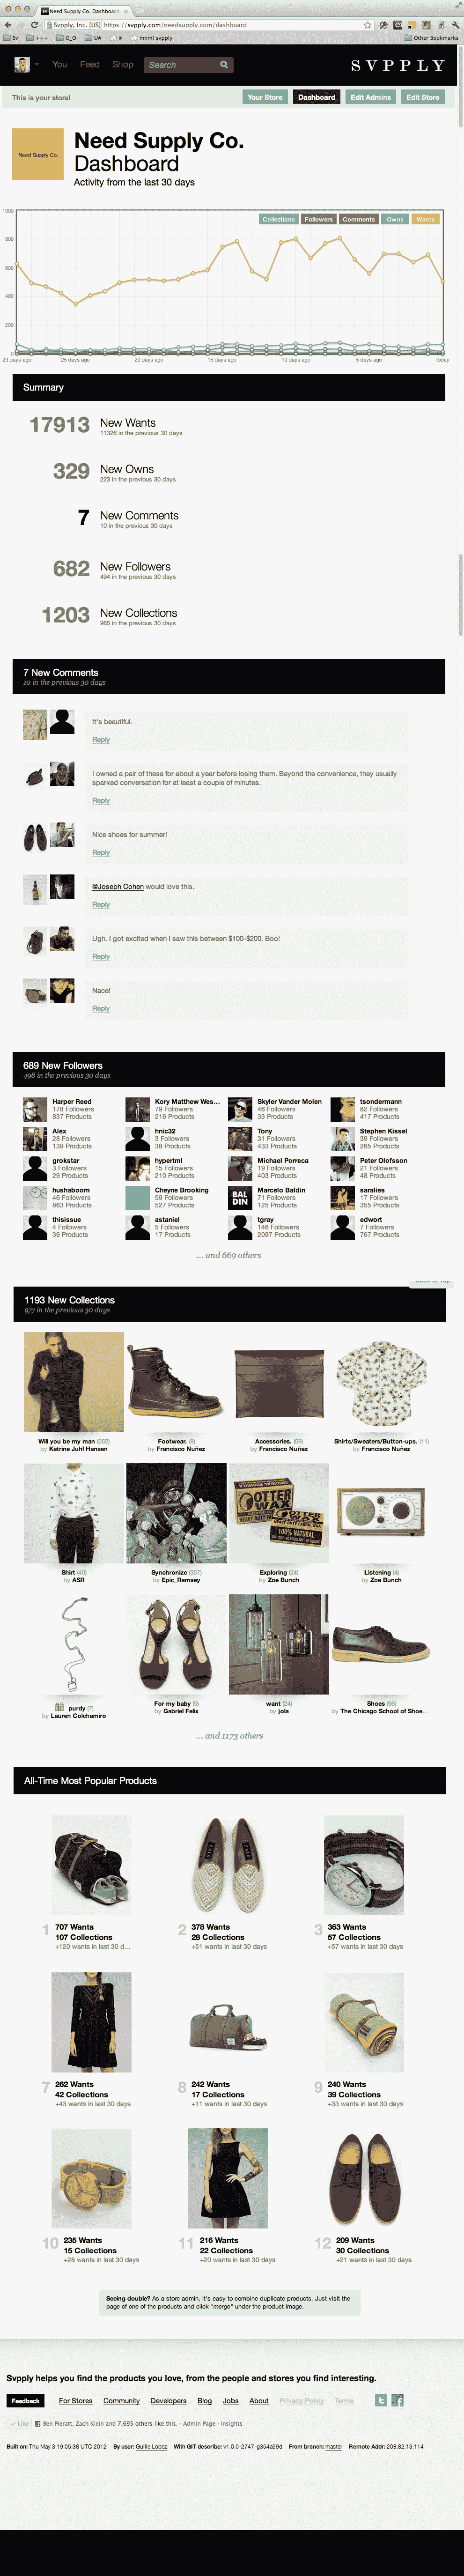 Need Supply Co. Dashboard
Svpply, Inc. [US] https://svpply.com/needsupply.com/dashboard
Sv +++ O_O LW # mnml svpply Other Bookmarks
You Feed Shop Search SVPPLY
This is your store! Your Store Dashboard Edit Admins Edit Store
Need Supply Co.
Need Supply Co.
Dashboard
Activity from the last 30 days
Collections Followers Comments Owns Wants
1000
800
600
400
200
0
29 days ago 25 days ago 20 days ago 15 days ago 10 days ago 5 days ago Today
Summary
17913 New Wants
11326 in the previous 30 days
329 New Owns
223 in the previous 30 days
7 New Comments
10 in the previous 30 days
682 New Followers
494 in the previous 30 days
1203 New Collections
965 in the previous 30 days
7 New Comments
10 in the previous 30 days
It's beautiful.
Reply
I owned a pair of these for about a year before losing them. Beyond the convenience, they usually
sparked conversation for at least a couple of minutes.
Reply
Nice shoes for summer!
Reply
@Joseph Cohen would love this.
Reply
Ugh. I got excited when I saw this between $100-$200. Boo!
Reply
Nace!
Reply
689 New Followers
498 in the previous 30 days
Harper Reed Kory Matthew Wes... Skyler Vander Molen tsondermann
178 Followers 79 Followers 46 Followers 82 Followers
837 Products 216 Products 33 Products 417 Products
Alex hnic32 Tony Stephen Kissel
28 Followers 3 Followers 31 Followers 39 Followers
139 Products 38 Products 433 Products 265 Products
grokstar hypertml Michael Porreca Peter Olofsson
3 Followers 15 Followers 19 Followers 21 Followers
29 Products 210 Products 403 Products 48 Products
hushaboom Cheyne Brooking Marcelo Baldin saralies
46 Followers 59 Followers 71 Followers 17 Followers
863 Products 527 Products 125 Products 355 Products
BAL
DIN
thisissue astaniel tgray edwort
4 Followers 5 Followers 146 Followers 7 Followers
39 Products 17 Products 2097 Products 767 Products
... and 669 others
Back to Top
1193 New Collections
977 in the previous 30 days
Will you be my man (262) Footwear. (9) Accessories. (69) Shirts/Sweaters/Button-ups. (11)
by Katrine Juhl Hansen by Francisco Nuñez by Francisco Nuñez by Francisco Nuñez
OTTER
WAX
HEAVY DUTY
100% NATURAL
Shirt (40) Synchronize (357) Exploring (24) Listening (4)
by ASR by Epic_Ramsey by Zoe Bunch by Zoe Bunch
purdy (7) For my baby (9) want (24) Shoes (95)
by Lauren Colchamiro by Gabriel Felix by jola by The Chicago School of Shoe...
... and 1173 others
All-Time Most Popular Products
1 707 Wants 2 378 Wants 3 363 Wants
107 Collections 28 Collections 57 Collections
+120 wants in last 30 d... +51 wants in last 30 days +57 wants in last 30 days
7 262 Wants 8 242 Wants 9 240 Wants
42 Collections 17 Collections 39 Collections
+43 wants in last 30 days +11 wants in last 30 days +33 wants in last 30 days
10 235 Wants 11 216 Wants 12 209 Wants
15 Collections 22 Collections 30 Collections
+28 wants in last 30 days +20 wants in last 30 days +21 wants in last 30 days
Seeing double? As a store admin, it's easy to combine duplicate products. Just visit the
page of one of the products and click "merge" under the product image.
Svpply helps you find the products you love, from the people and stores you find interesting.
Feedback For Stores Community Developers Blog Jobs About Privacy Policy Terms
Like Ben Pieratt, Zach Klein and 7,695 others like this. · Admin Page · Insights
Built on: Thu May 3 19:05:38 UTC 2012 By user: Guille Lopez With GIT describe: v1.0.0-2747-g354a59d From branch: master Remote Addr: 208.82.13.114